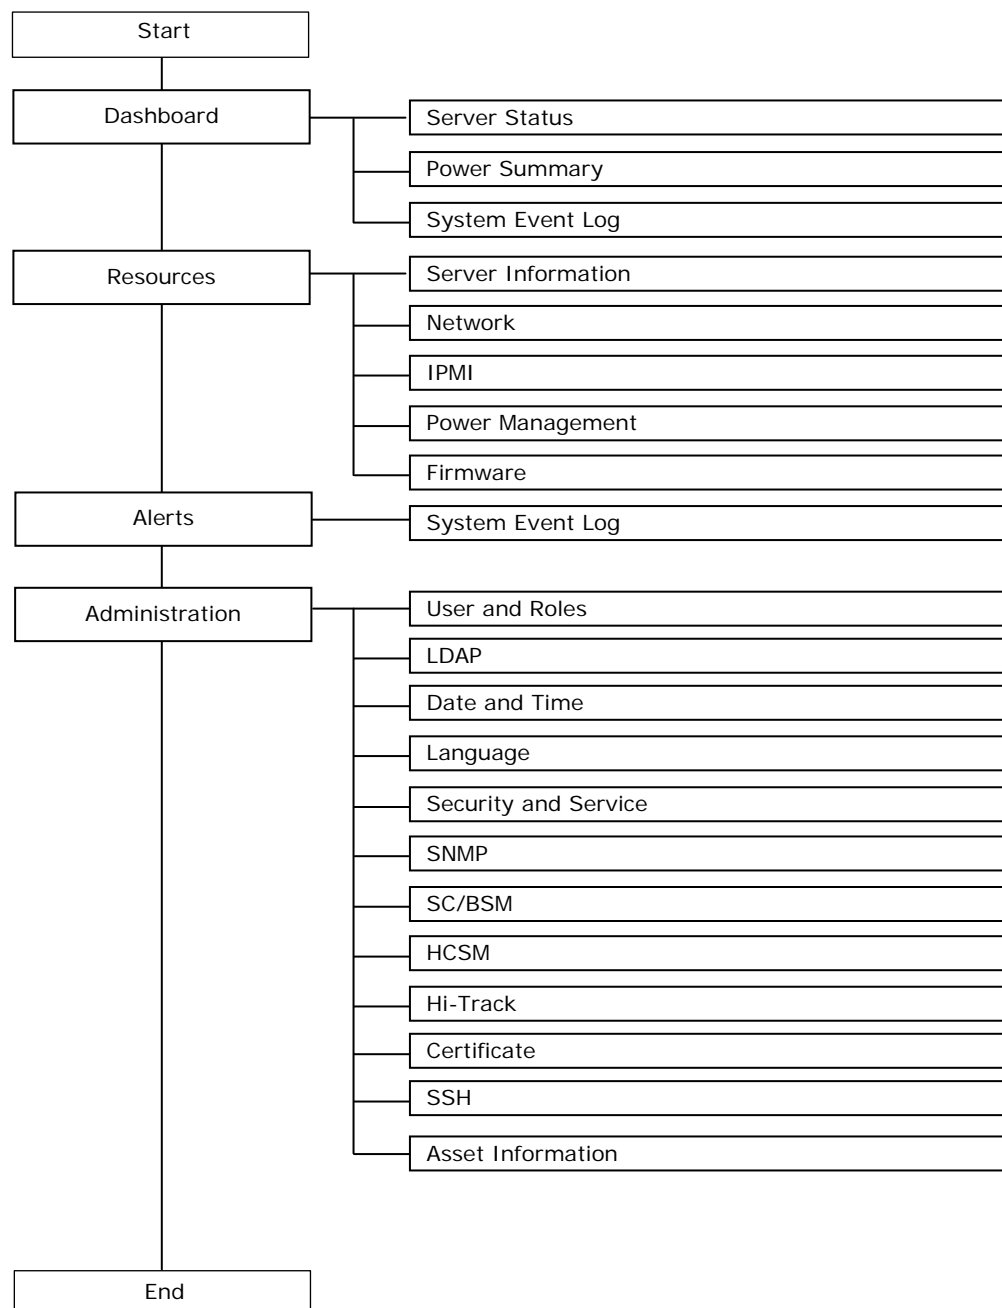 Start
Dashboard
Server Status
Power Summary
System Event Log
Resources
Server Information
Network
IPMI
Power Management
Firmware
Alerts
System Event Log
Administration
User and Roles
LDAP
Date and Time
Language
Security and Service
SNMP
SC/BSM
HCSM
Hi-Track
Certificate
SSH
Asset Information
End